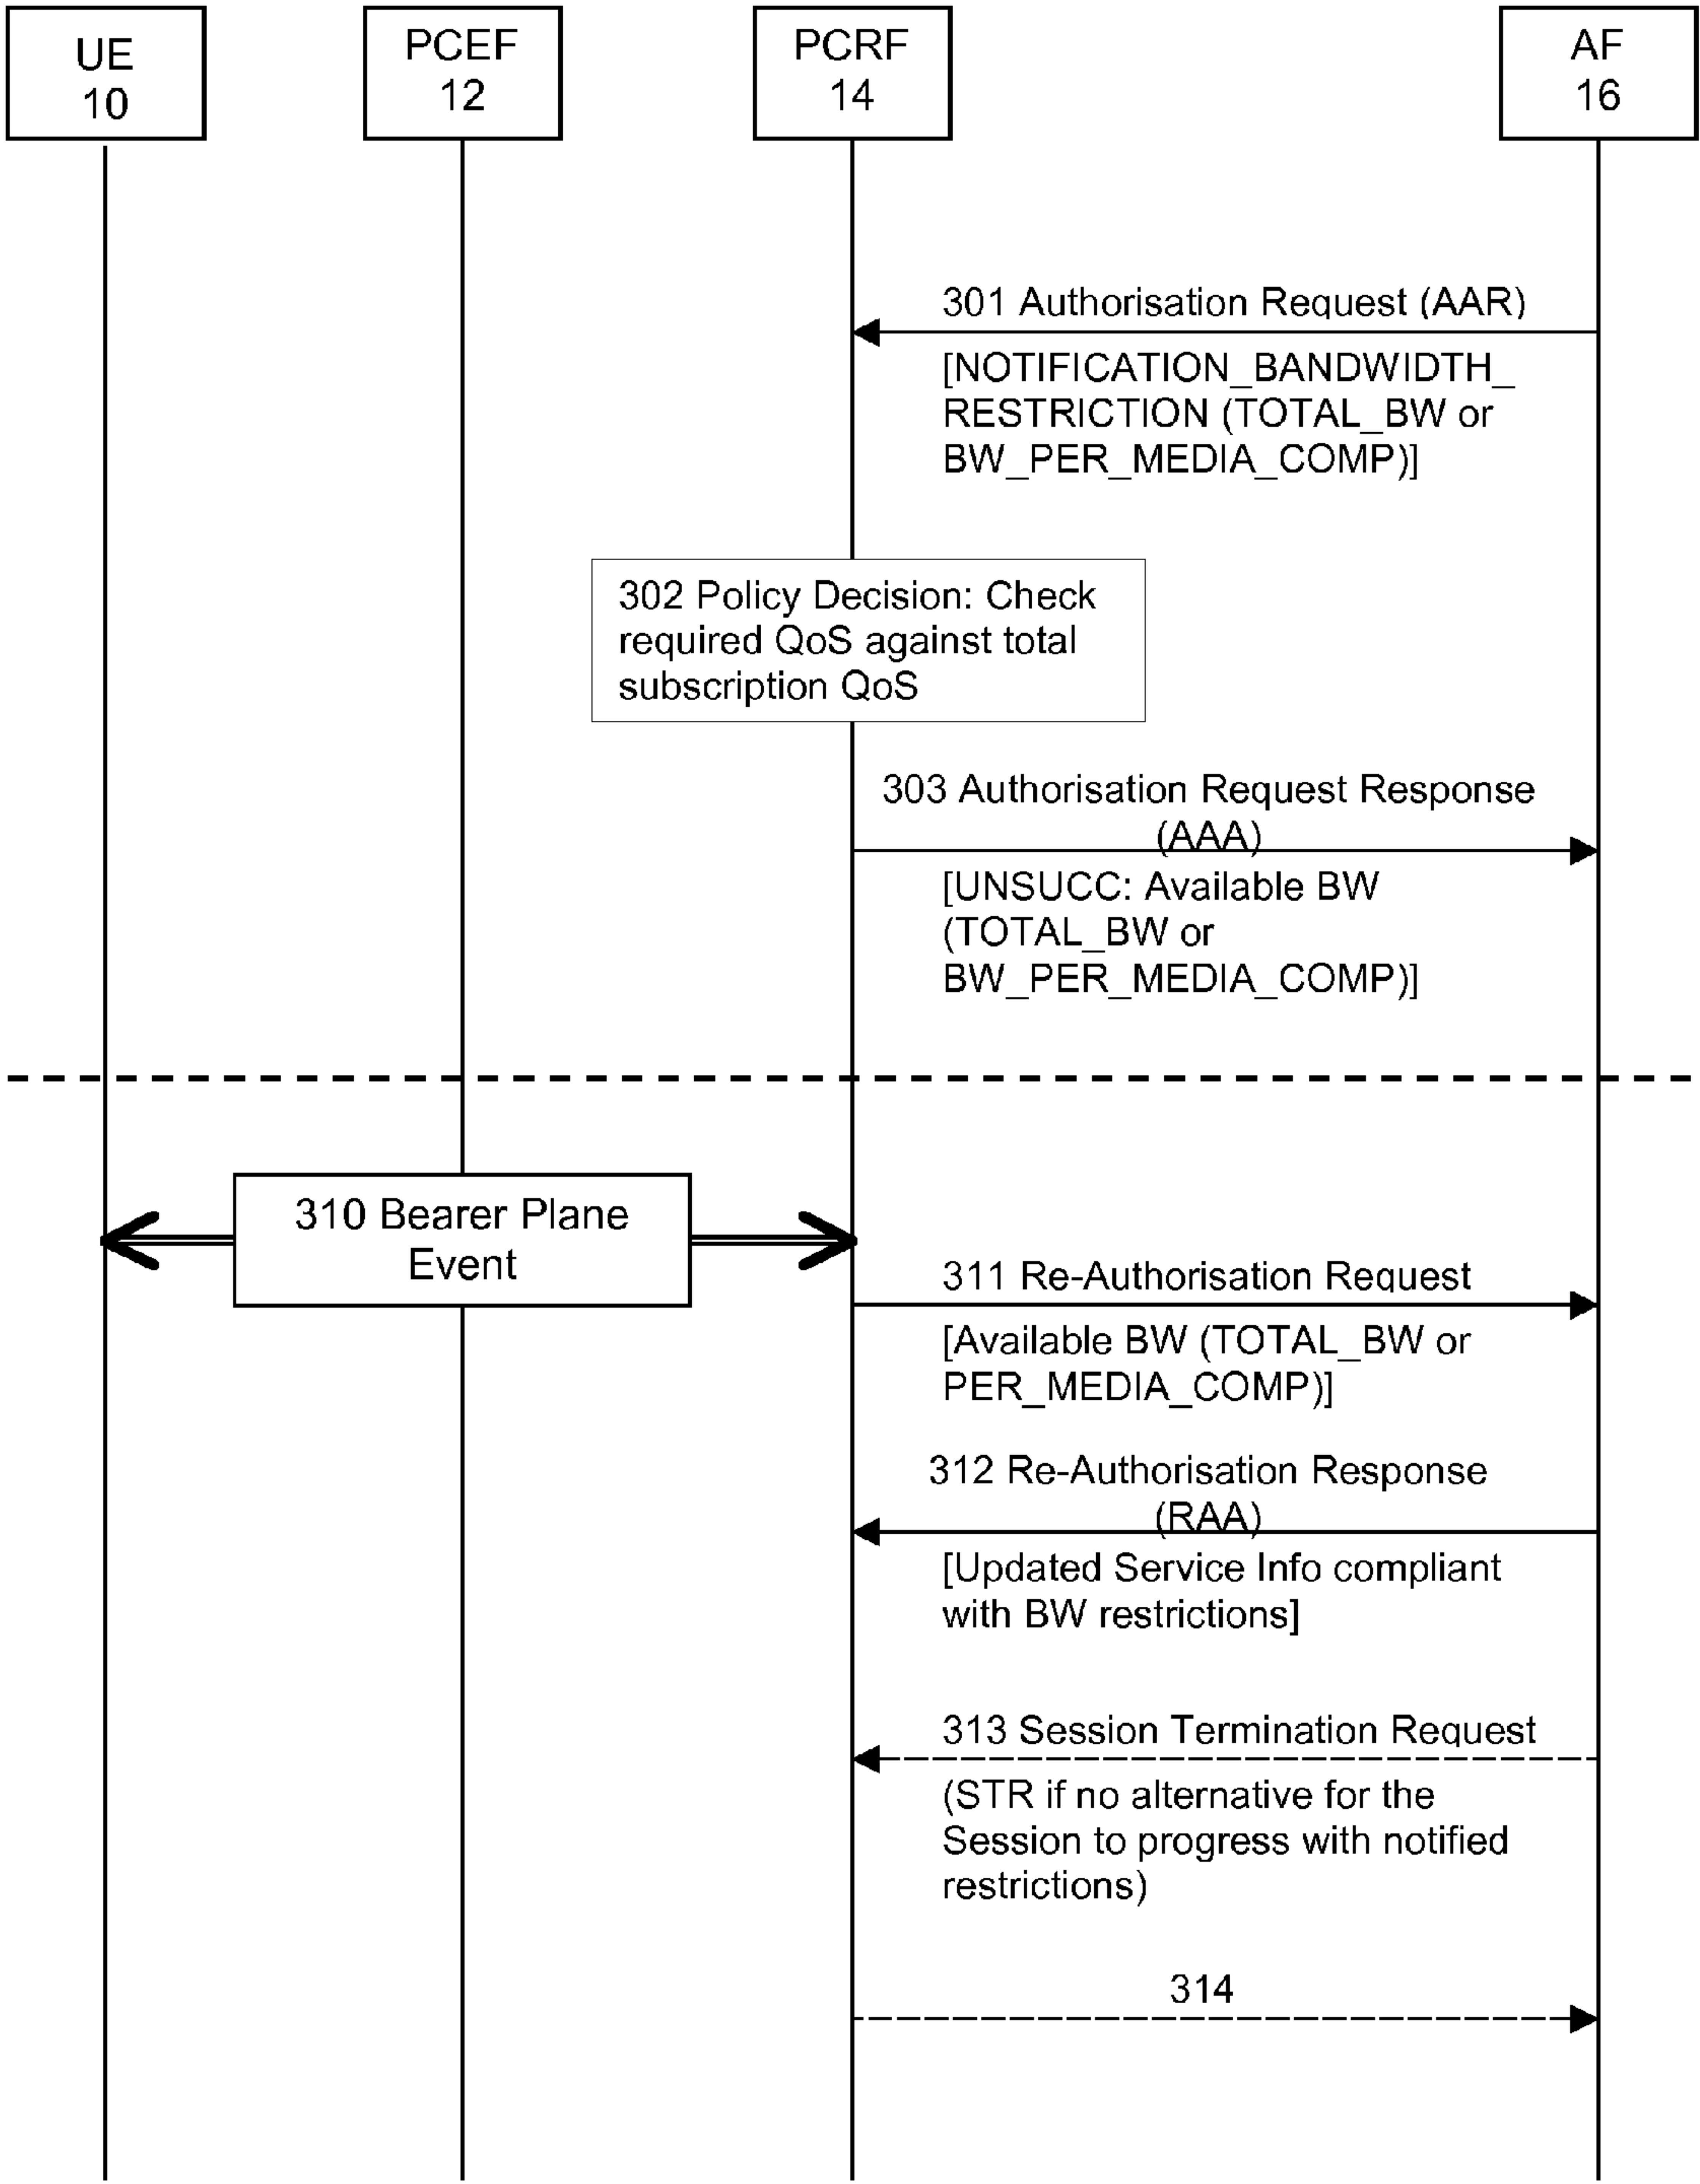 UE
10
PCEF
12
PCRF
14
AF
16
301 Authorisation Request (AAR)
[NOTIFICATION_BANDWIDTH_
RESTRICTION (TOTAL_BW or
BW_PER_MEDIA_COMP)]
302 Policy Decision: Check
required QoS against total
subscription QoS
303 Authorisation Request Response
(AAA)
[UNSUCC: Available BW
(TOTAL_BW or
BW_PER_MEDIA_COMP)]
310 Bearer Plane
Event
311 Re-Authorisation Request
[Available BW (TOTAL_BW or
PER_MEDIA_COMP)]
312 Re-Authorisation Response
(RAA)
[Updated Service Info compliant
with BW restrictions]
313 Session Termination Request
(STR if no alternative for the
Session to progress with notified
restrictions)
314